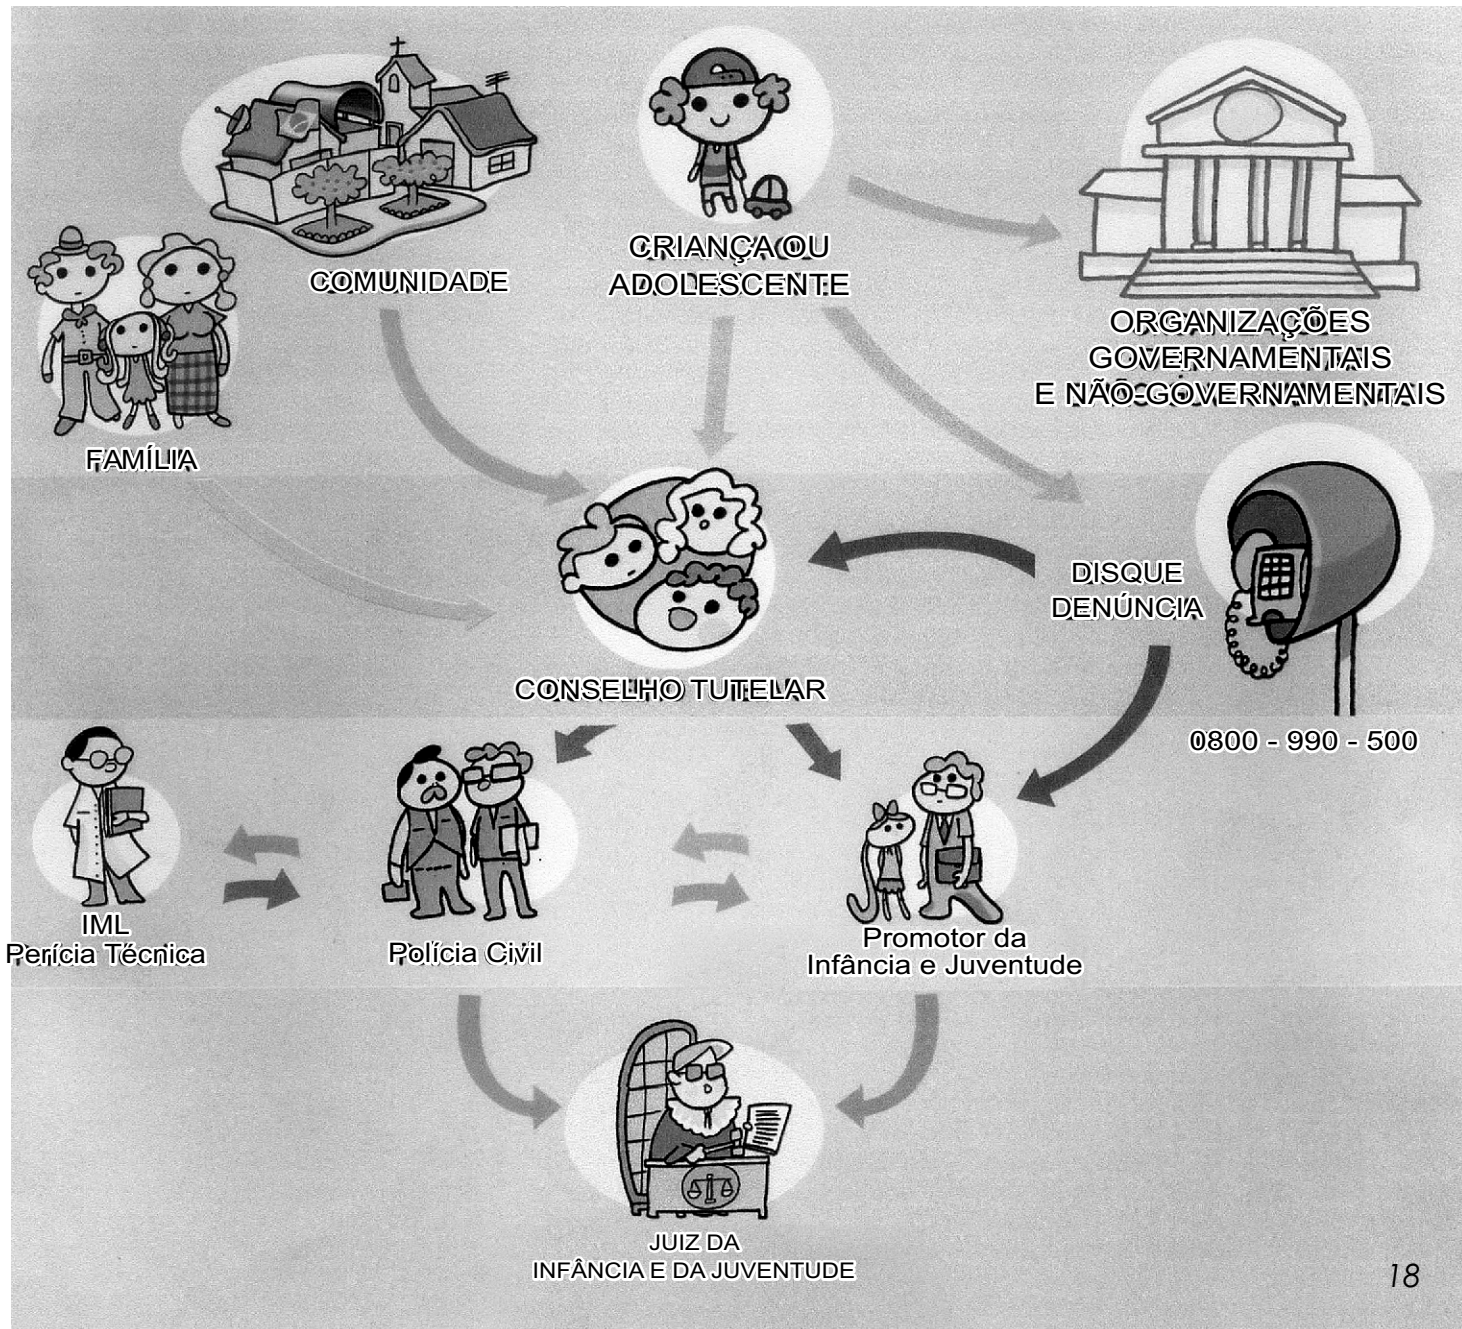 COMUNIDADE
CRIANÇA OU
ADOLESCENTE
ORGANIZAÇÕES
GOVERNAMENTAIS
E NÃO-GOVERNAMENTAIS
FAMÍLIA
DISQUE
DENÚNCIA
CONSELHO TUTELAR
0800 - 990 - 500
IML
Perícia Técnica
Polícia Civil
Promotor da
Infância e Juventude
JUIZ DA
INFÂNCIA E DA JUVENTUDE
18